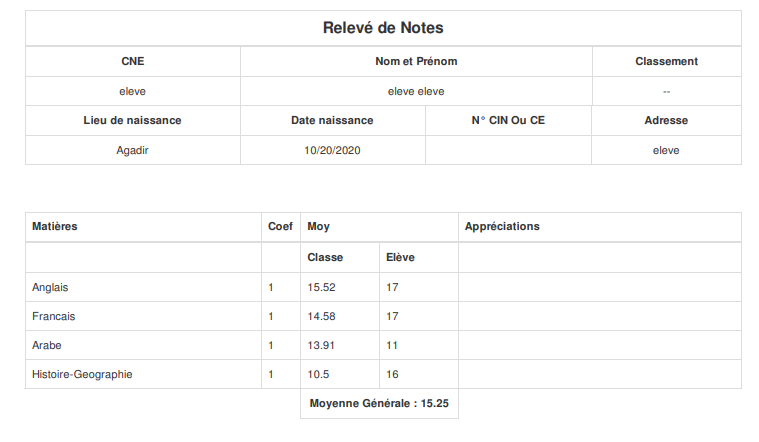 Relevé de Notes
CNE Nom et Prénom Classement
eleve eleve eleve --
Lieu de naissance Date naissance N° CIN Ou CE Adresse
Agadir 10/20/2020 eleve
Matières Coef Moy Appréciations
Classe Elève
Anglais 1 15.52 17
Francais 1 14.58 17
Arabe 1 13.91 11
Histoire-Geographie 1 10.5 16
Moyenne Générale : 15.25